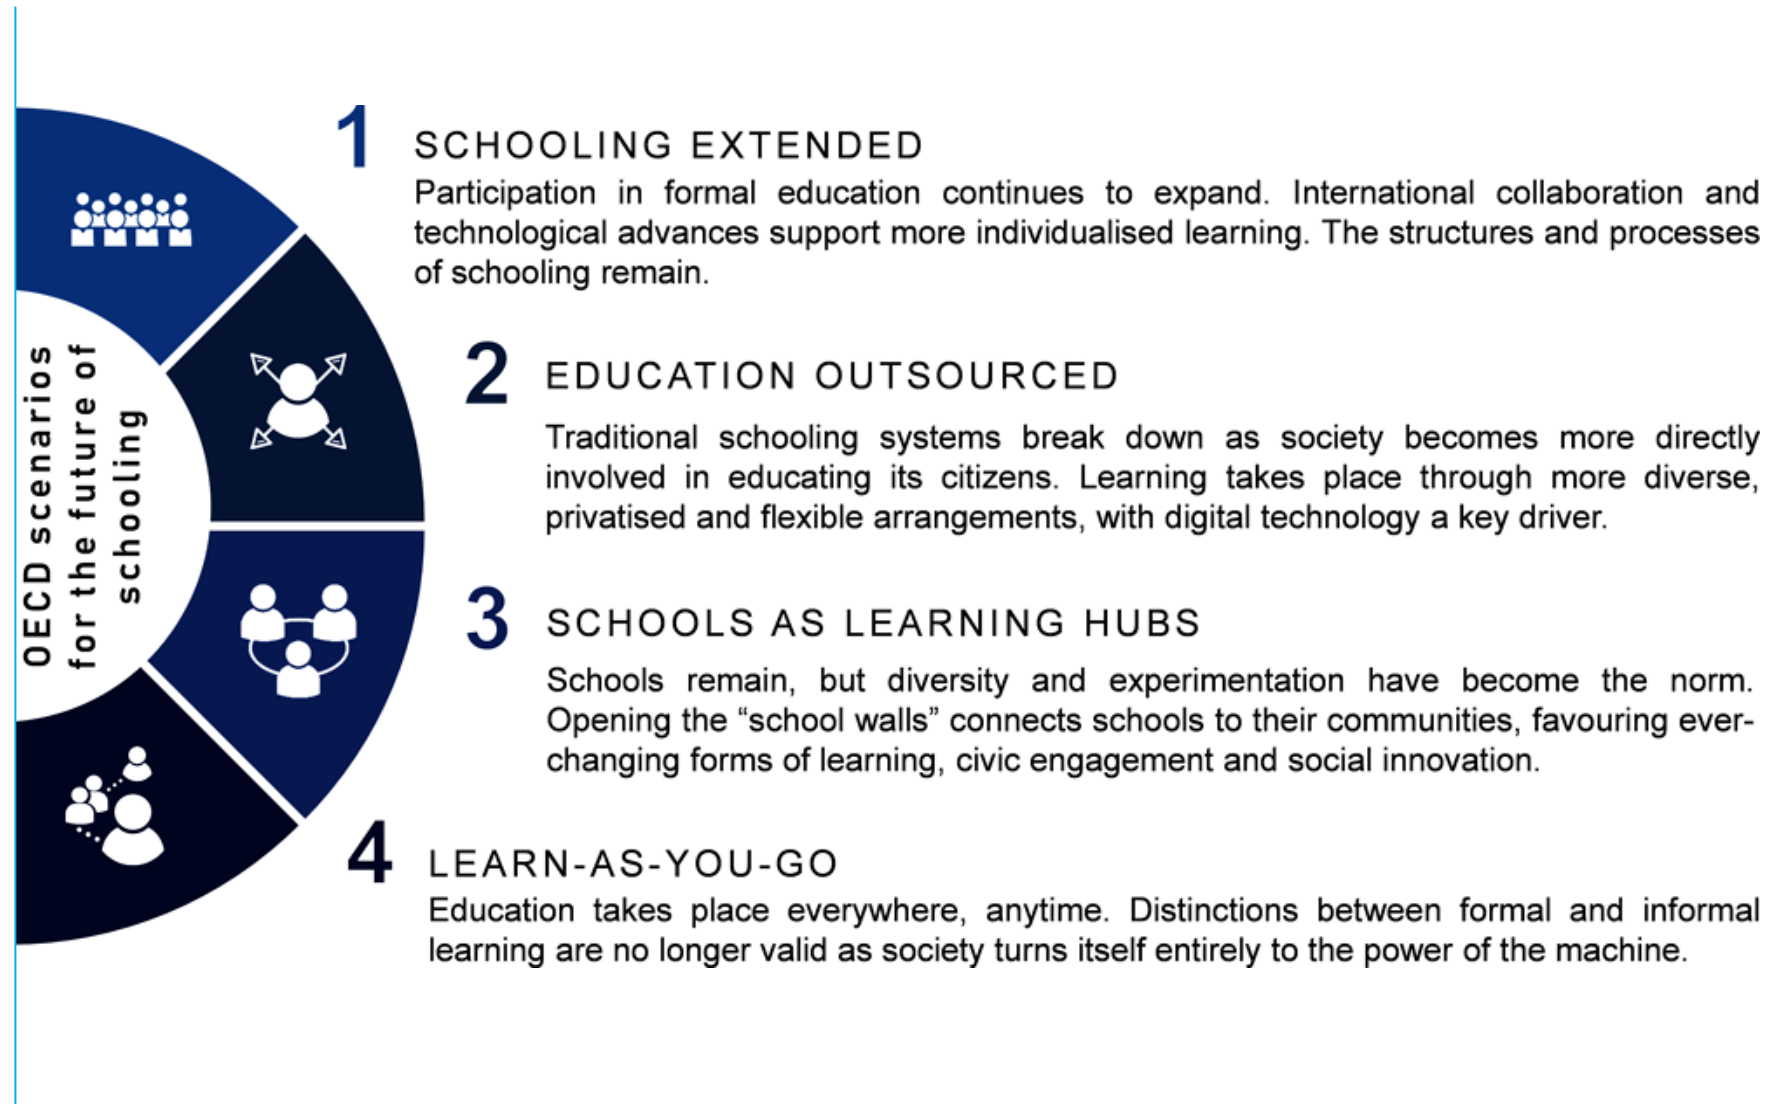 OECD scenarios
for the future of
schooling
1
SCHOOLING EXTENDED
Participation in formal education continues to expand. International collaboration and
technological advances support more individualised learning. The structures and processes
of schooling remain.
2
EDUCATION OUTSOURCED
Traditional schooling systems break down as society becomes more directly
involved in educating its citizens. Learning takes place through more diverse,
privatised and flexible arrangements, with digital technology a key driver.
3
SCHOOLS AS LEARNING HUBS
Schools remain, but diversity and experimentation have become the norm.
Opening the “school walls” connects schools to their communities, favouring ever-
changing forms of learning, civic engagement and social innovation.
4
LEARN-AS-YOU-GO
Education takes place everywhere, anytime. Distinctions between formal and informal
learning are no longer valid as society turns itself entirely to the power of the machine.